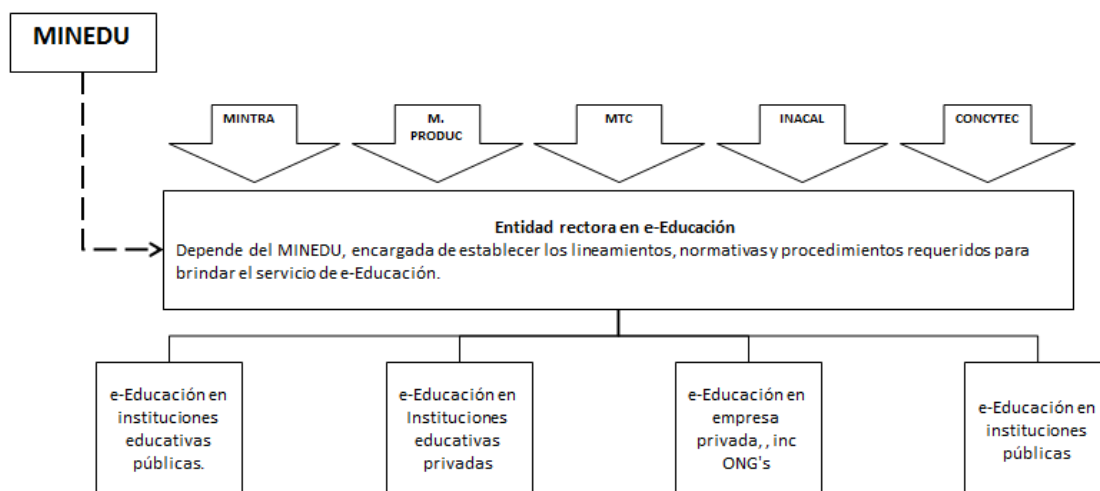 MINEDU
MINTRA
M.
PRODUC
MTC
INACAL
CONCYTEC
Entidad rectora en e-Educación
Depende del MINEDU, encargada de establecer los lineamientos, normativas y procedimientos requeridos para
brindar el servicio de e-Educación.
e-Educación en
instituciones
educativas
públicas.
e-Educación en
Instituciones
educativas
privadas
e-Educación en
empresa
privada, , inc
ONG's
e-Educación en
instituciones
públicas